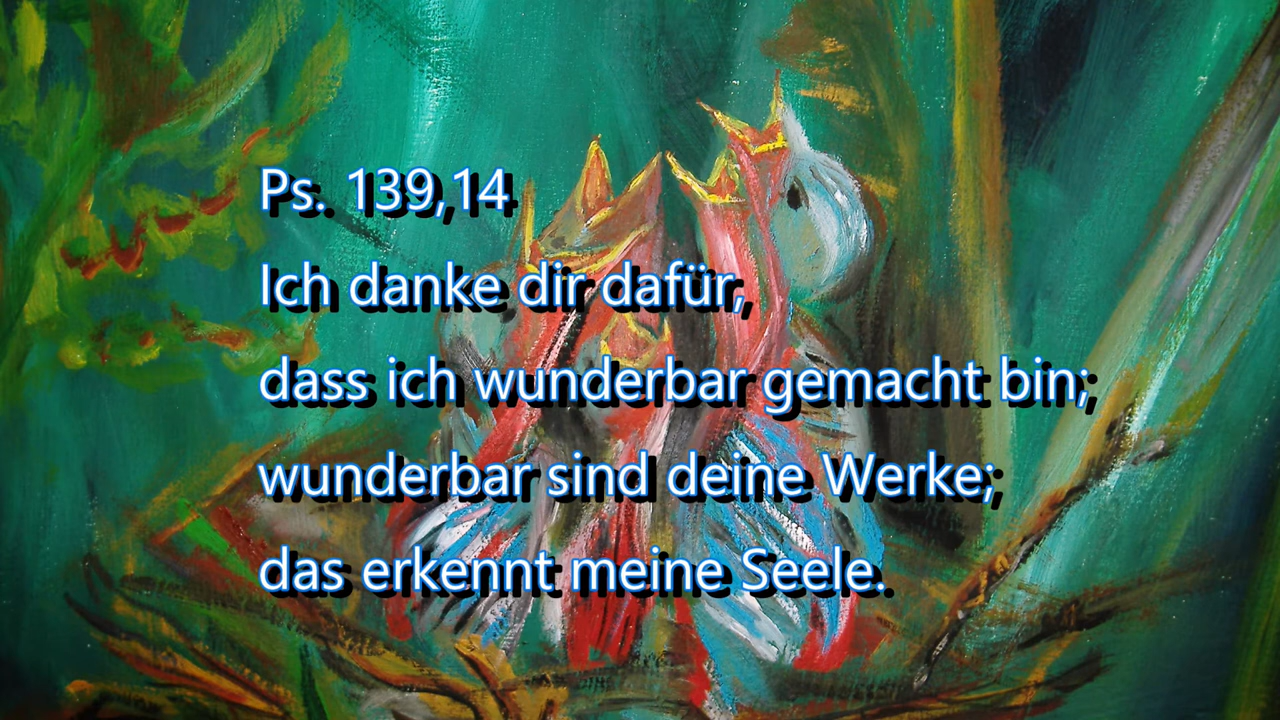 Ps. 139,14
Ich danke dir dafür,
dass ich wunderbar gemacht bin;
wunderbar sind deine Werke;
das erkennt meine Seele.